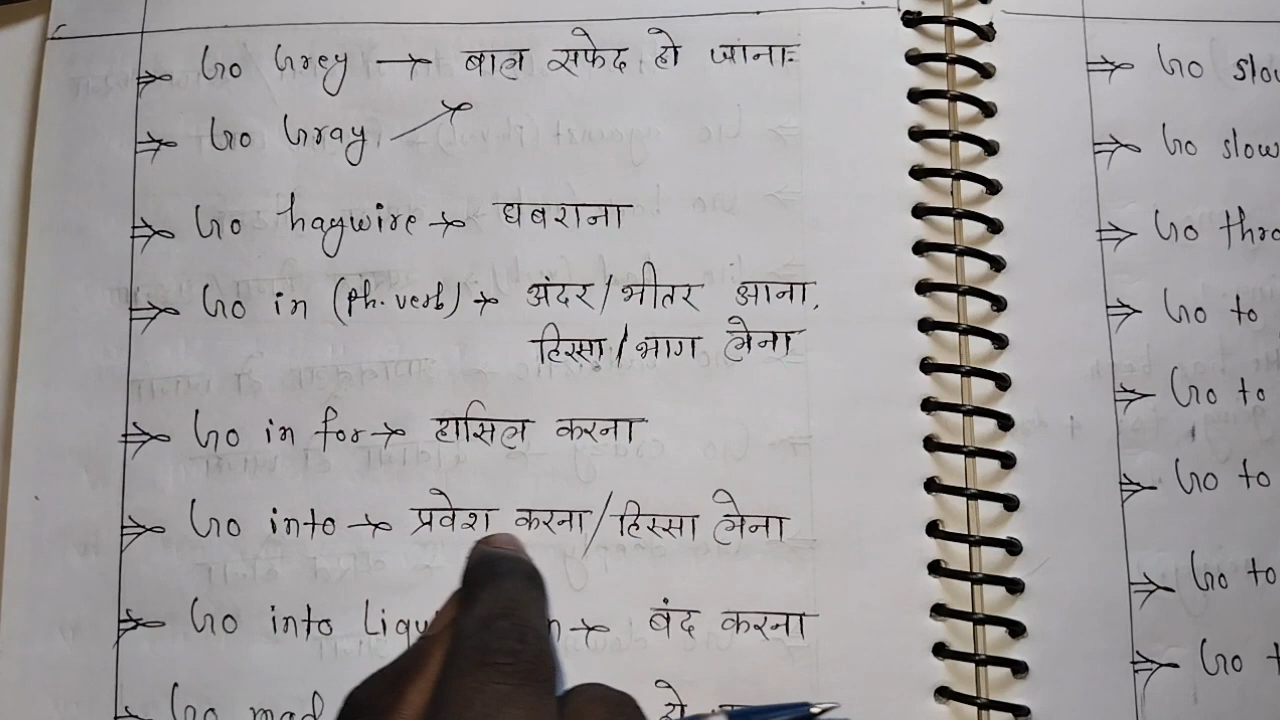 ⇒ Go Grey → बाल सफेद हो जाना
⇒ Go Gray ↗
⇒ Go haywire → घबराना
⇒ Go in (Ph. verb) → अंदर/भीतर आना,
हिस्सा/भाग लेना
⇒ Go in for → हासिल करना
⇒ Go into → प्रवेश करना/हिस्सा लेना
⇒ Go into → बंद करना
Go mad हो
⇒ Go
⇒ Go slow
⇒ Go
⇒ Go to
⇒ Go to
⇒ Go to
⇒ Go to
⇒ Go